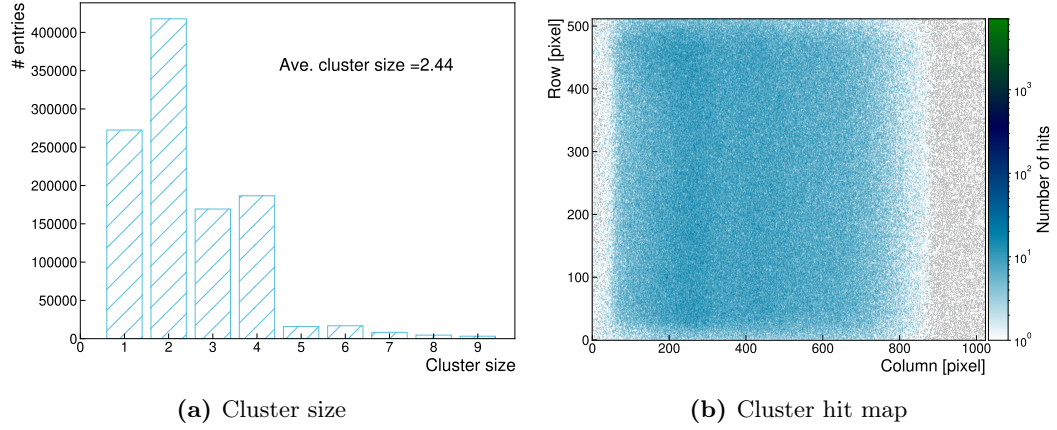 # entries
400000
350000
300000
250000
200000
150000
100000
50000
0
Ave. cluster size =2.44
0 1 2 3 4 5 6 7 8 9
Cluster size
(a) Cluster size
Row [pixel]
500
400
300
200
100
0
0 200 400 600 800 1000
Column [pixel]
10³
10²
10¹
10⁰
Number of hits
(b) Cluster hit map